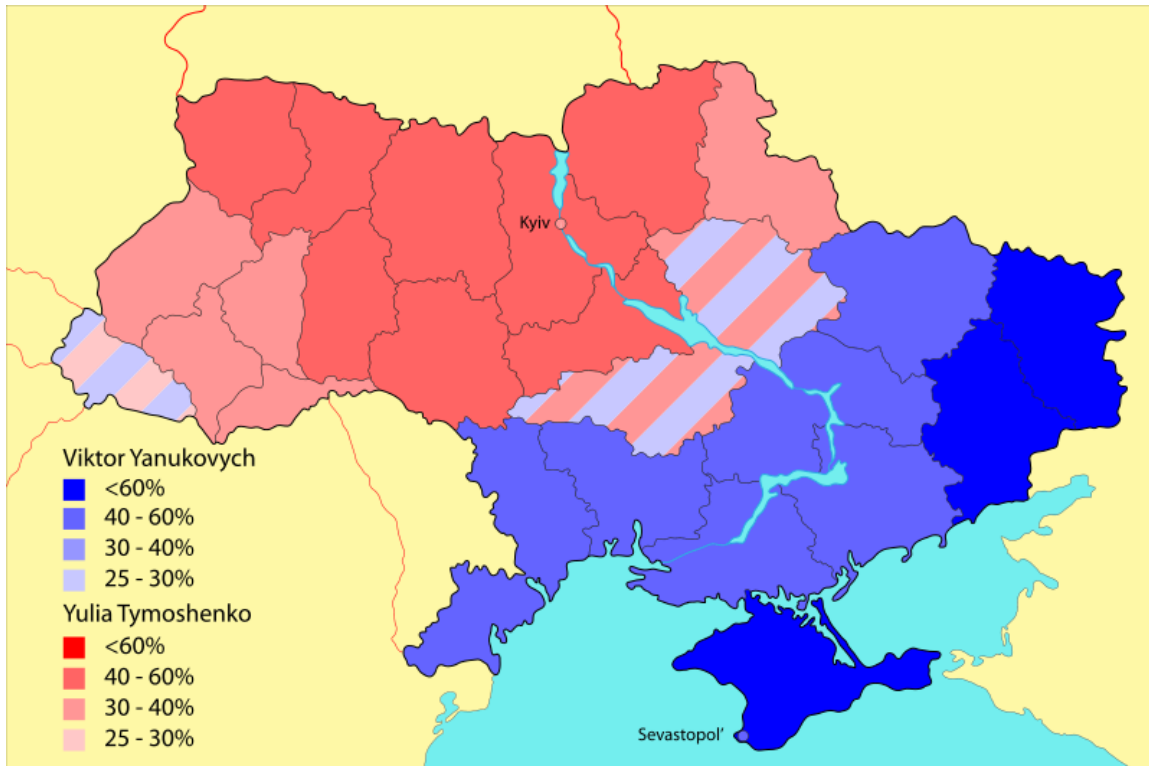 Kyiv
Viktor Yanukovych
<60%
40 - 60%
30 - 40%
25 - 30%
Yulia Tymoshenko
<60%
40 - 60%
30 - 40%
25 - 30%
Sevastopol'